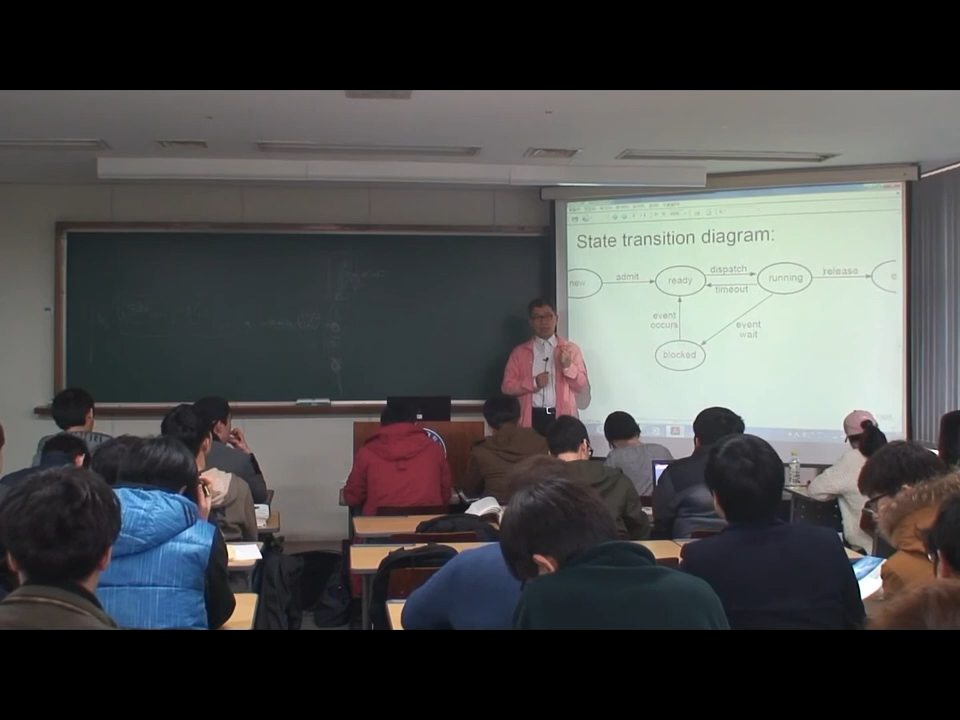 State transition diagram:
new
admit
ready
dispatch
timeout
running
release
e
event
occurs
event
wait
blocked